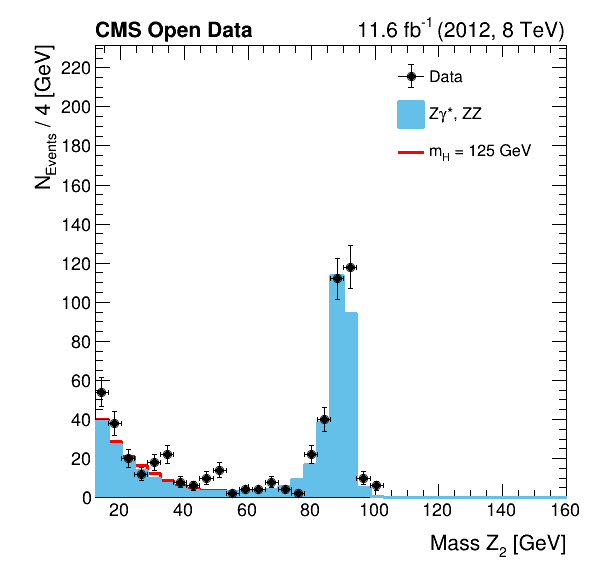 CMS Open Data
11.6 fb⁻¹ (2012, 8 TeV)
N_Events / 4 [GeV]
220
200
180
160
140
120
100
80
60
40
20
0
Data
Zγ*, ZZ
m_H = 125 GeV
20 40 60 80 100 120 140 160
Mass Z₂ [GeV]